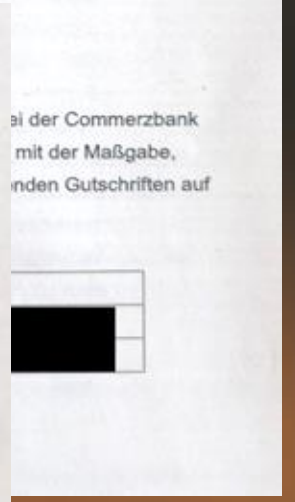 ei der Commerzbank
mit der Maßgabe,
nden Gutschriften auf